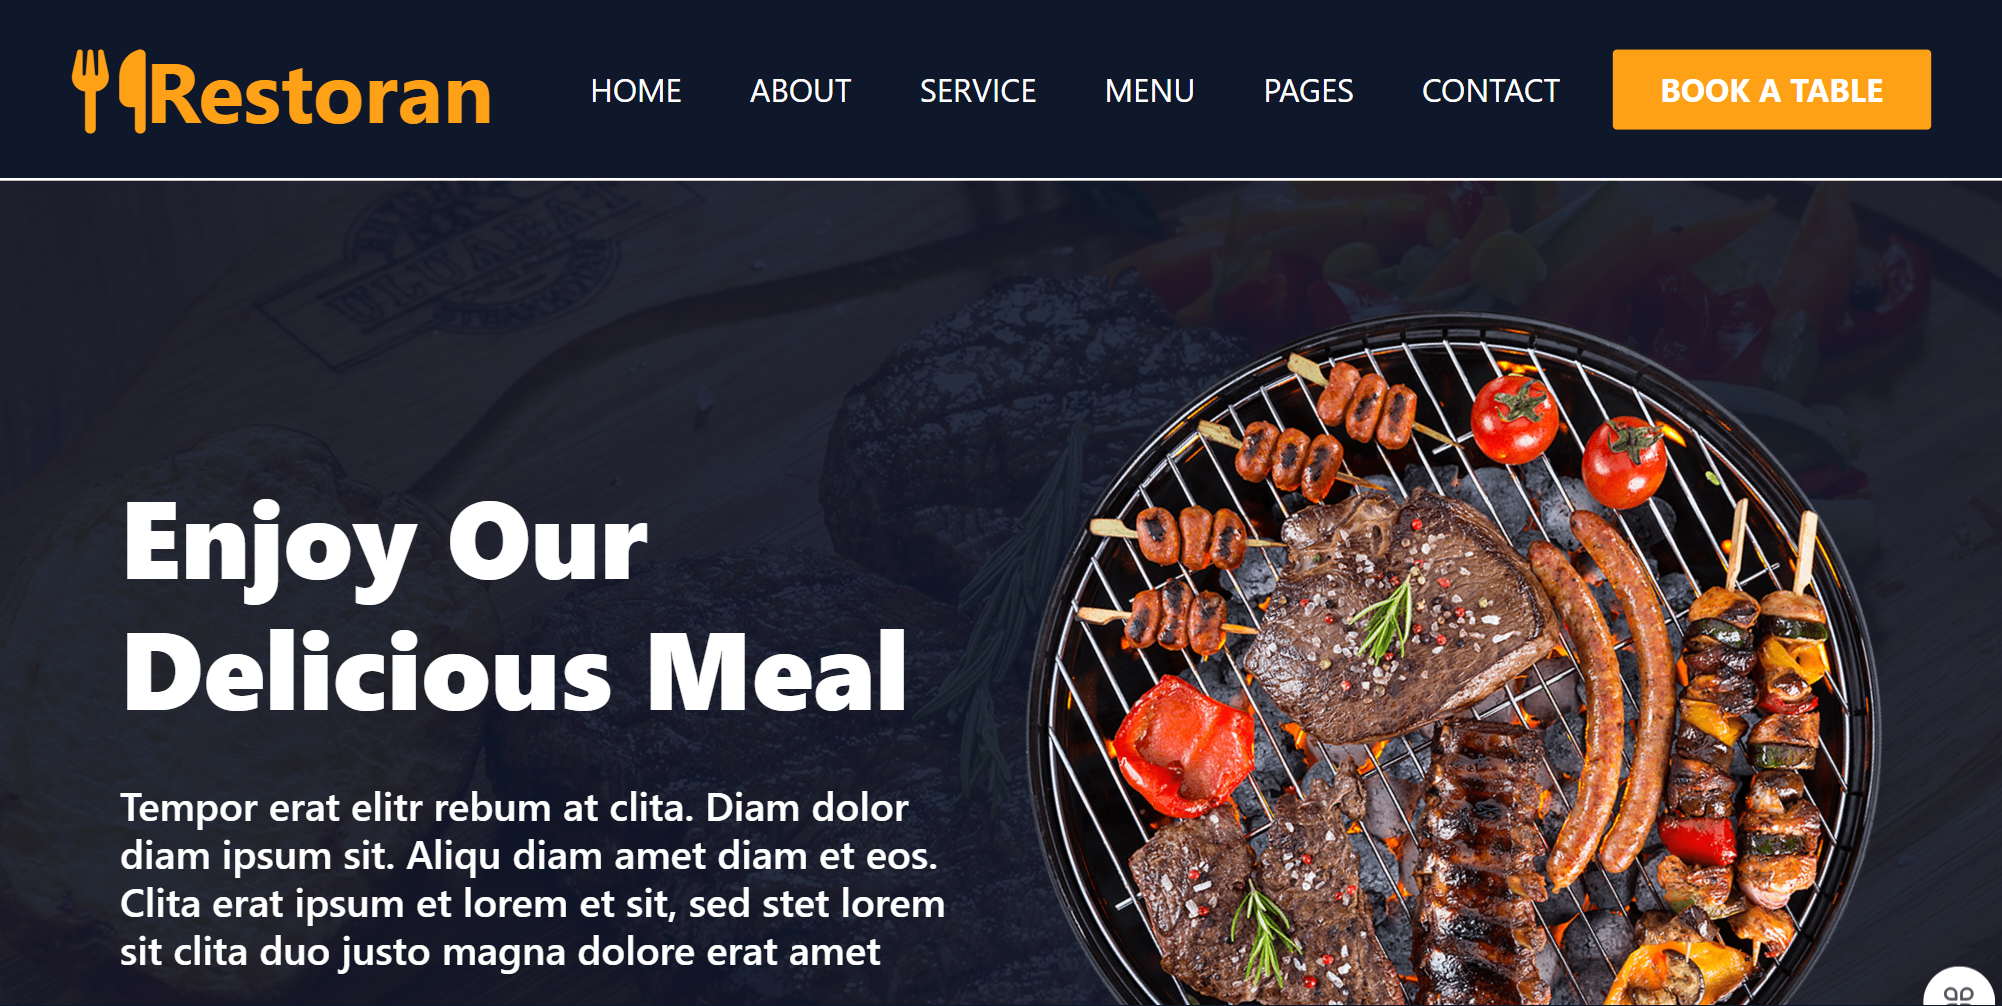 Restoran
HOME ABOUT SERVICE MENU PAGES CONTACT BOOK A TABLE
Enjoy Our
Delicious Meal
Tempor erat elitr rebum at clita. Diam dolor
diam ipsum sit. Aliqu diam amet diam et eos.
Clita erat ipsum et lorem et sit, sed stet lorem
sit clita duo justo magna dolore erat amet